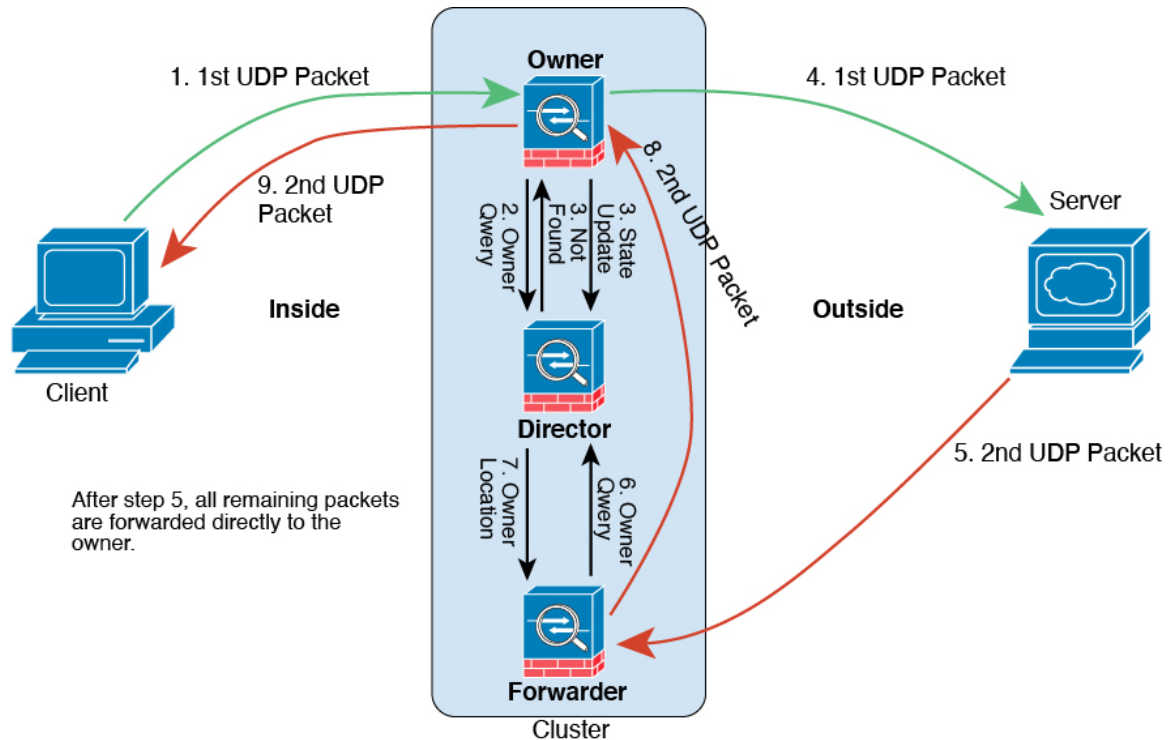 Owner
1. 1st UDP Packet
4. 1st UDP Packet
9. 2nd UDP
Packet
2. Owner
Qwery
3. Not
Found
3. State
Update
8. 2nd UDP Packet
Server
Inside
Outside
Client
Director
5. 2nd UDP Packet
7. Owner
Location
6. Owner
Qwery
After step 5, all remaining packets
are forwarded directly to the
owner.
Forwarder
Cluster